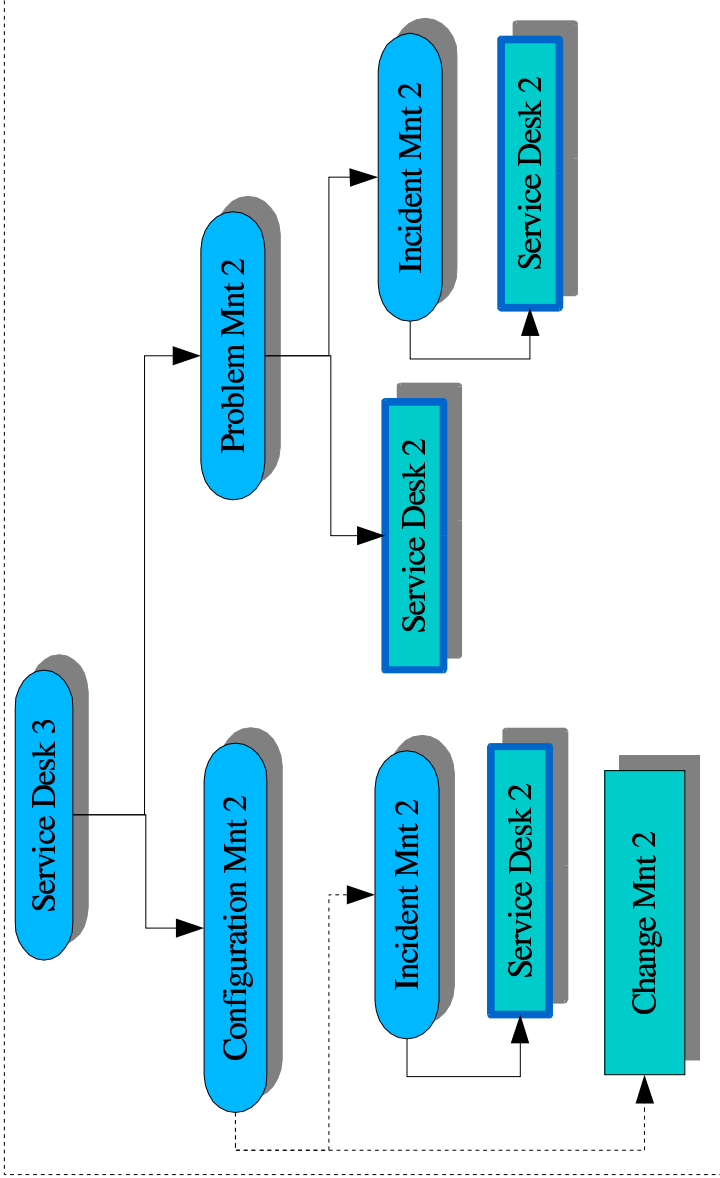 Service Desk 3
Configuration Mnt 2
Problem Mnt 2
Incident Mnt 2
Service Desk 2
Change Mnt 2
Service Desk 2
Incident Mnt 2
Service Desk 2